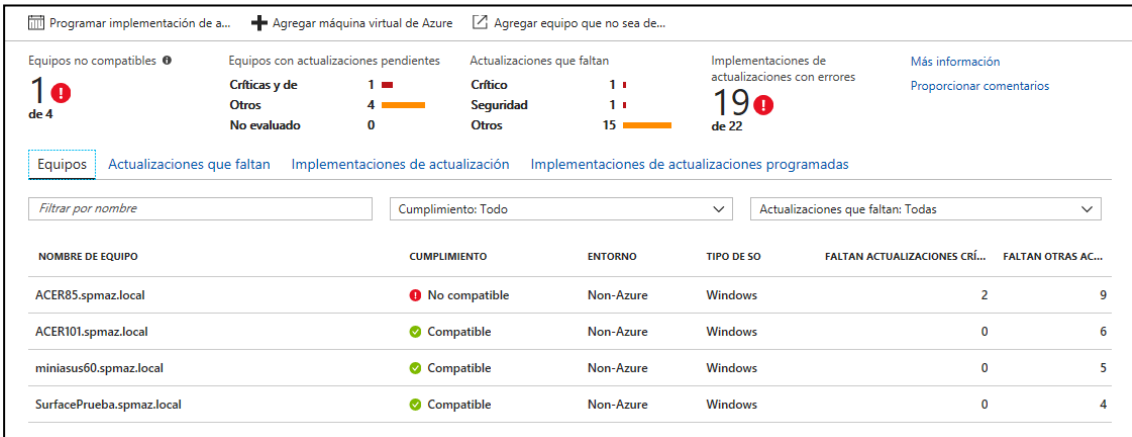 Programar implementación de a... Agregar máquina virtual de Azure Agregar equipo que no sea de...
Equipos no compatibles Equipos con actualizaciones pendientes Actualizaciones que faltan Implementaciones de actualizaciones con errores Más información
1 de 4 Críticas y de 1 Crítico 1 19 de 22 Proporcionar comentarios
Otros 4 Seguridad 1
No evaluado 0 Otros 15
Equipos Actualizaciones que faltan Implementaciones de actualización Implementaciones de actualizaciones programadas
Filtrar por nombre Cumplimiento: Todo Actualizaciones que faltan: Todas
NOMBRE DE EQUIPO CUMPLIMIENTO ENTORNO TIPO DE SO FALTAN ACTUALIZACIONES CRÍ... FALTAN OTRAS AC...
ACER85.spmaz.local No compatible Non-Azure Windows 2 9
ACER101.spmaz.local Compatible Non-Azure Windows 0 6
miniasus60.spmaz.local Compatible Non-Azure Windows 0 5
SurfacePrueba.spmaz.local Compatible Non-Azure Windows 0 4